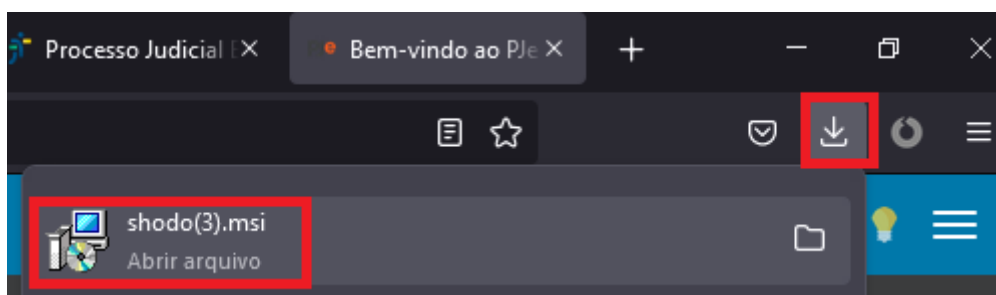 Processo Judicial E
Bem-vindo ao PJe
shodo(3).msi
Abrir arquivo